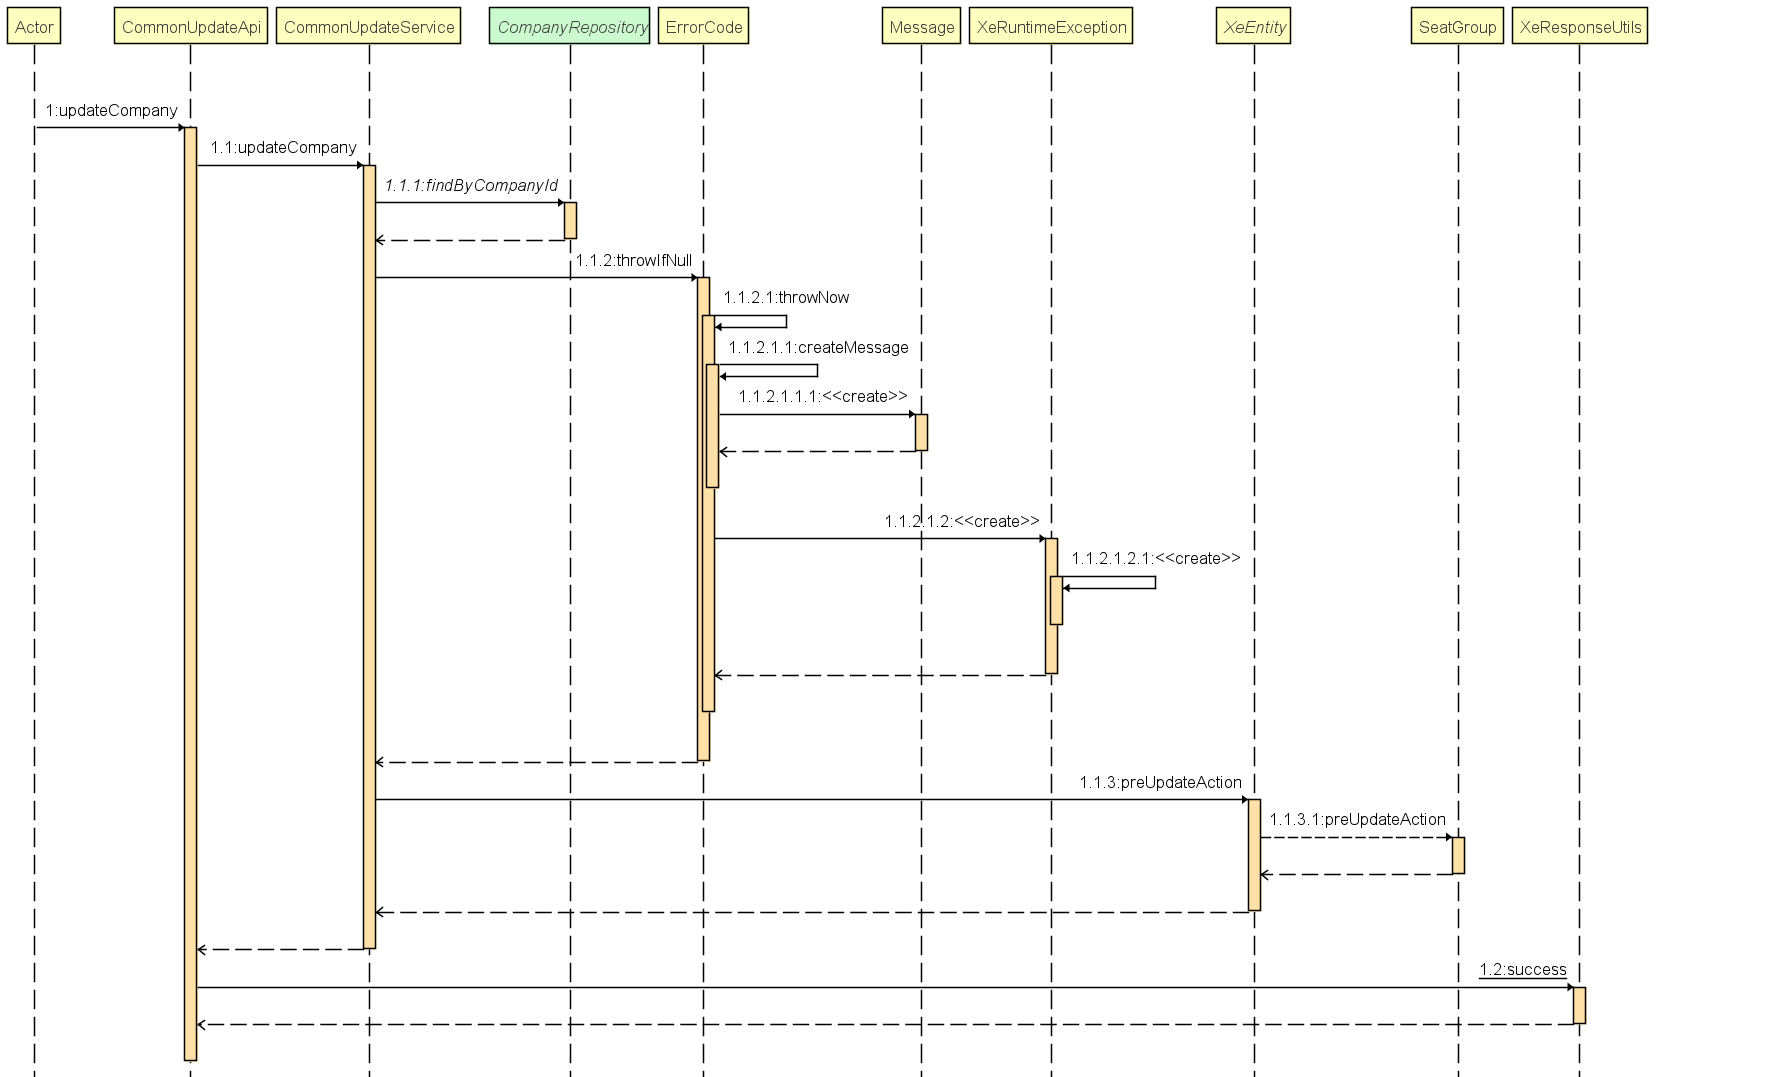 Actor
CommonUpdateApi
CommonUpdateService
CompanyRepository
ErrorCode
Message
XeRuntimeException
XeEntity
SeatGroup
XeResponseUtils
1:updateCompany
1.1:updateCompany
1.1.1:findByCompanyId
1.1.2:throwIfNull
1.1.2.1:throwNow
1.1.2.1.1:createMessage
1.1.2.1.1.1:<<create>>
1.1.2.1.2:<<create>>
1.1.2.1.2.1:<<create>>
1.1.3:preUpdateAction
1.1.3.1:preUpdateAction
1.2:success